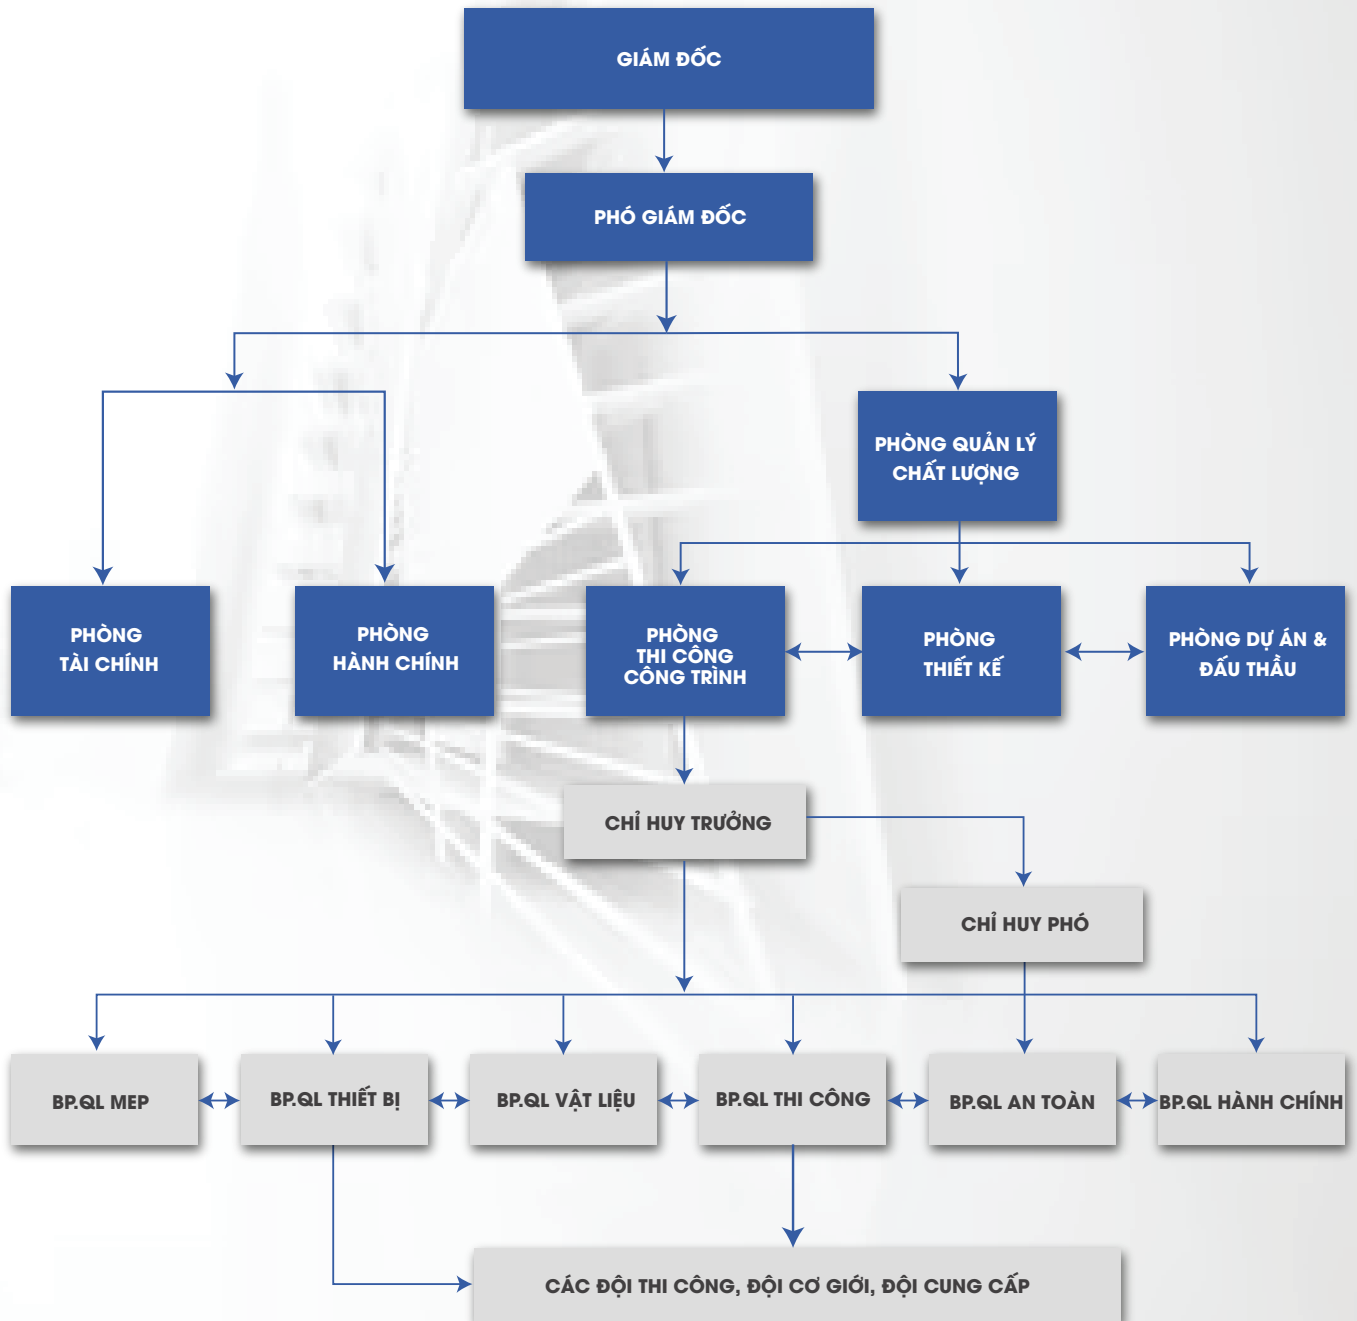 GIÁM ĐỐC
PHÓ GIÁM ĐỐC
PHÒNG QUẢN LÝ
CHẤT LƯỢNG
PHÒNG
TÀI CHÍNH
PHÒNG
HÀNH CHÍNH
PHÒNG
THI CÔNG
CÔNG TRÌNH
PHÒNG
THIẾT KẾ
PHÒNG DỰ ÁN &
ĐẤU THẦU
CHỈ HUY TRƯỞNG
CHỈ HUY PHÓ
BP.QL MEP
BP.QL THIẾT BỊ
BP.QL VẬT LIỆU
BP.QL THI CÔNG
BP.QL AN TOÀN
BP.QL HÀNH CHÍNH
CÁC ĐỘI THI CÔNG, ĐỘI CƠ GIỚI, ĐỘI CUNG CẤP